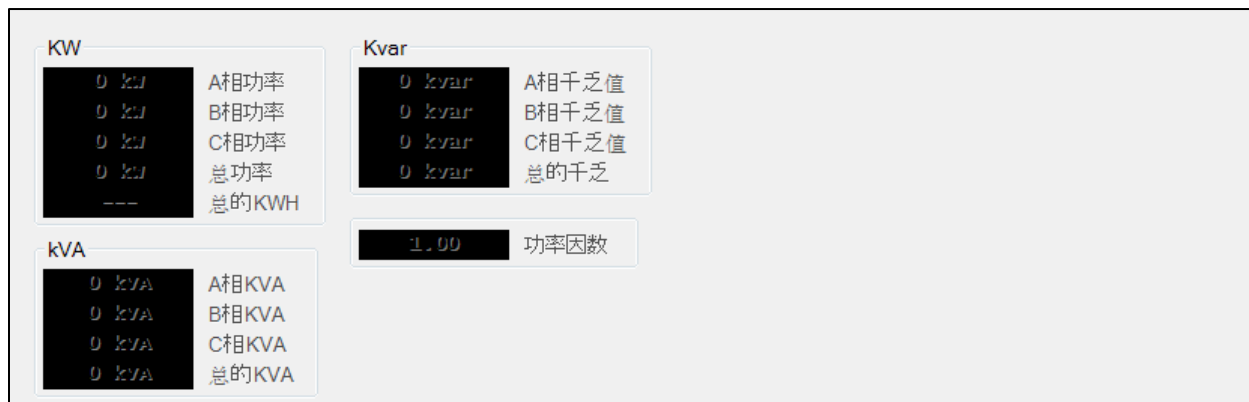 KW
0 kW A相功率
0 kW B相功率
0 kW C相功率
0 kW 总功率
--- 总的KWH
kVA
0 kVA A相KVA
0 kVA B相KVA
0 kVA C相KVA
0 kVA 总的KVA
Kvar
0 kvar A相千乏值
0 kvar B相千乏值
0 kvar C相千乏值
0 kvar 总的千乏
1.00 功率因数